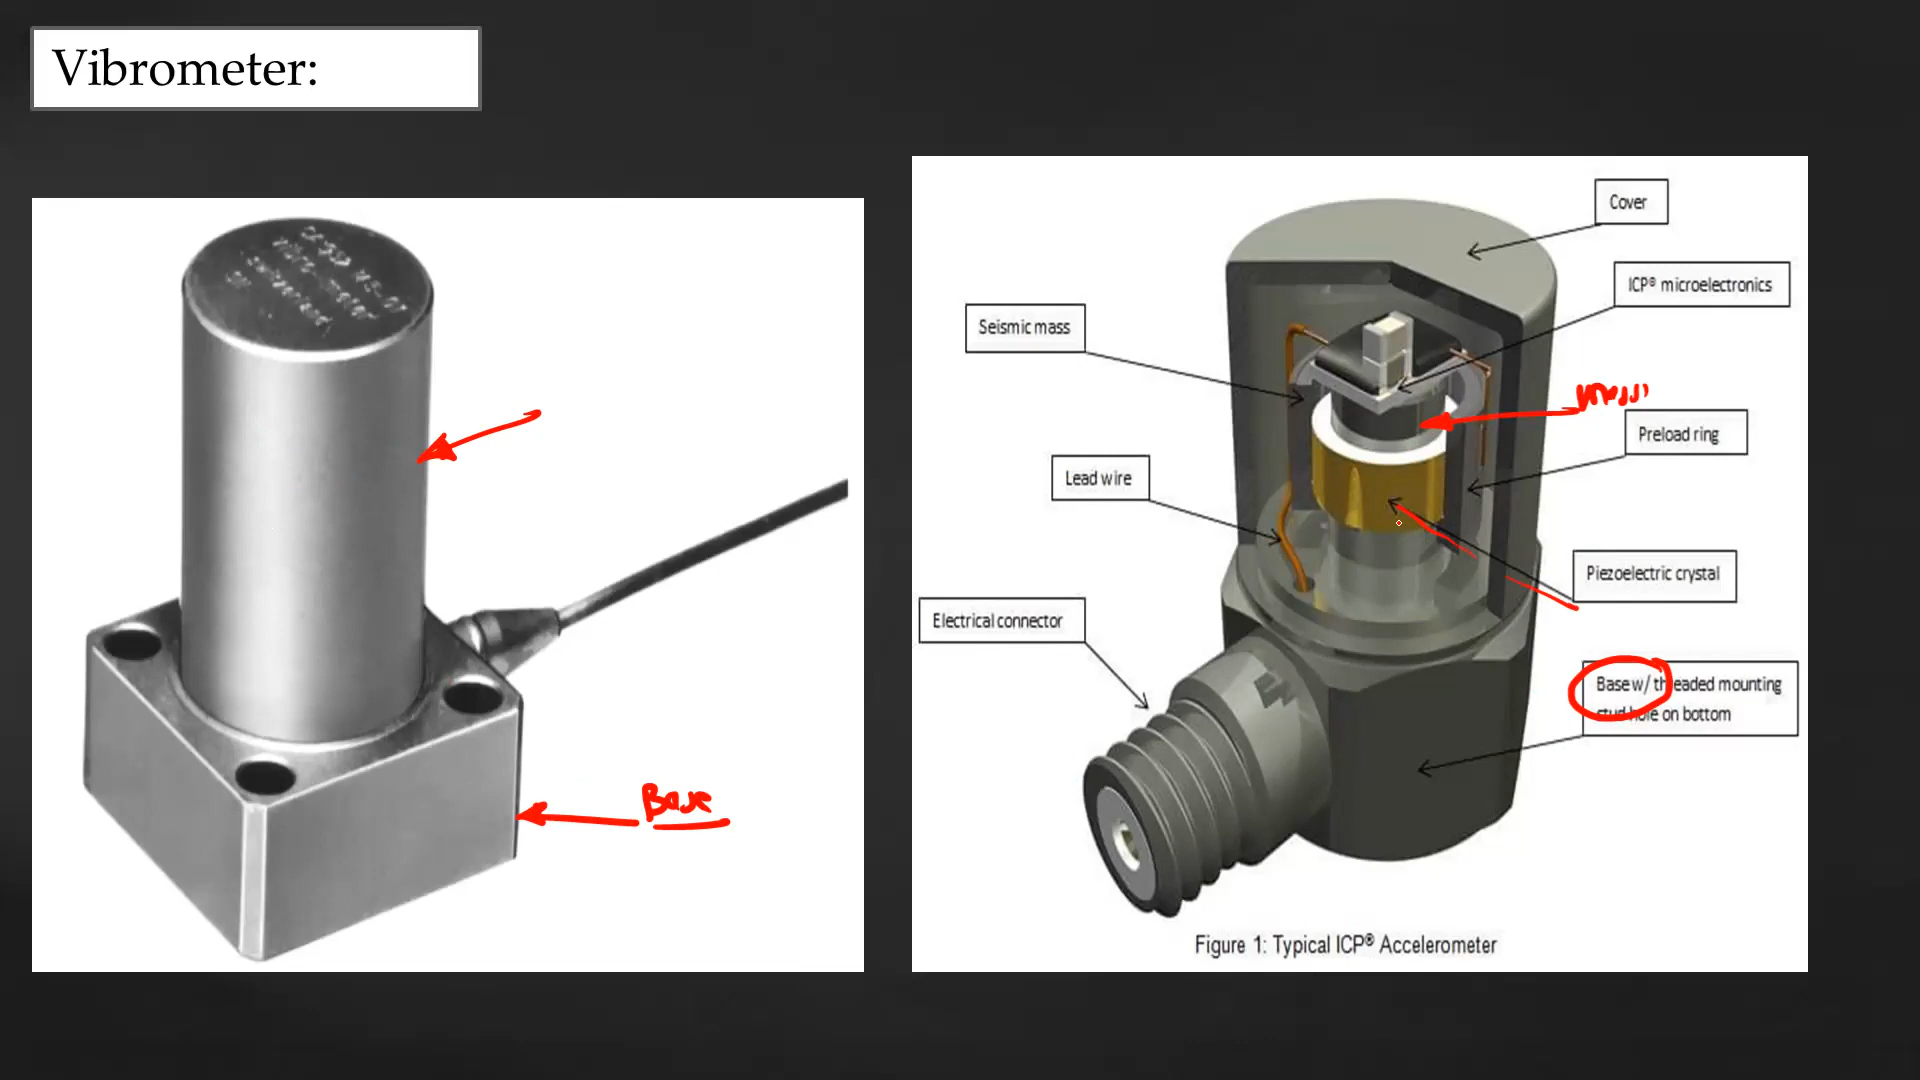 Vibrometer:
Base
Cover
ICP® microelectronics
Seismic mass
Mass
Preload ring
Lead wire
Piezoelectric crystal
Electrical connector
Base w/ threaded mounting
stud hole on bottom
Figure 1: Typical ICP® Accelerometer